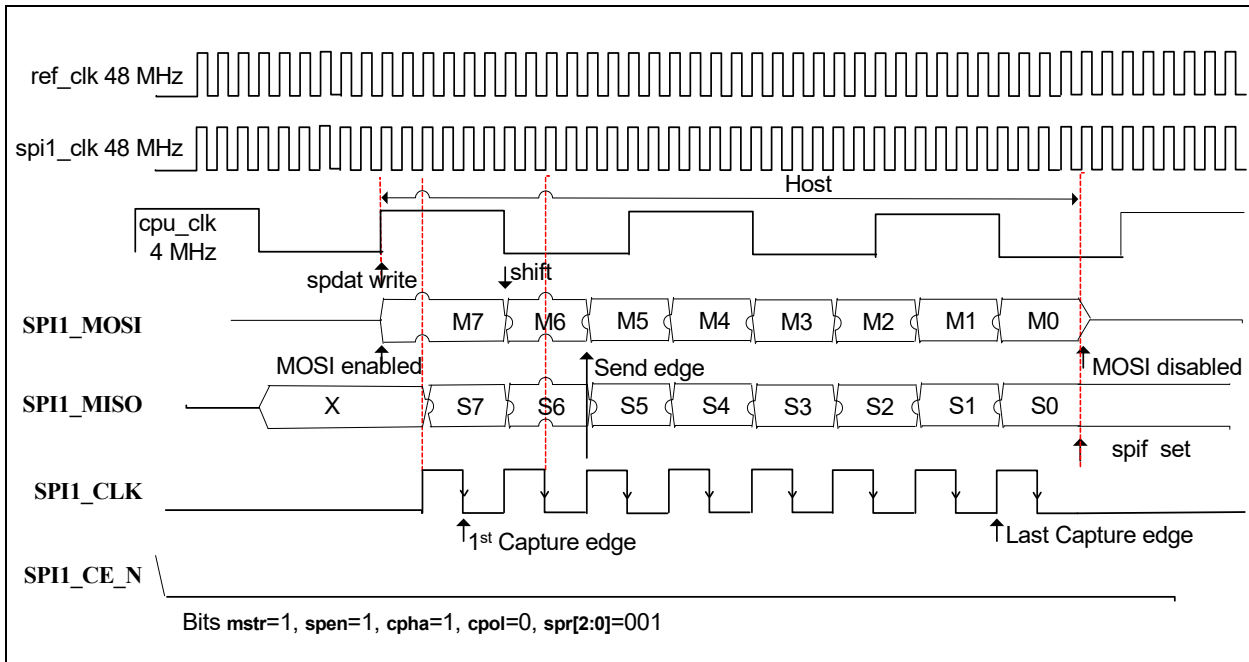 ref_clk 48 MHz
spi1_clk 48 MHz
Host
cpu_clk
4 MHz
spdat write
shift
SPI1_MOSI
M7 M6 M5 M4 M3 M2 M1 M0
MOSI enabled
Send edge
MOSI disabled
SPI1_MISO
X S7 S6 S5 S4 S3 S2 S1 S0
spif set
SPI1_CLK
1st Capture edge
Last Capture edge
SPI1_CE_N
Bits mstr=1, spen=1, cpha=1, cpol=0, spr[2:0]=001